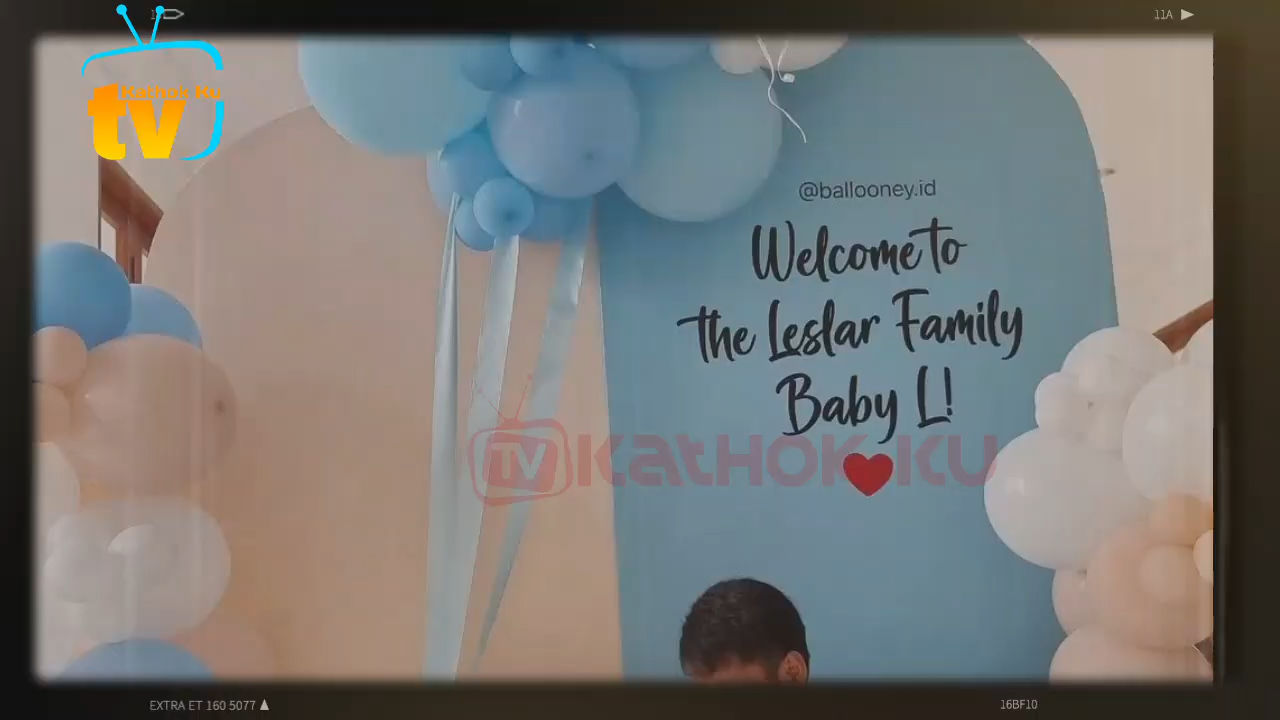 11A
Kathok Ku
tv
@ballooney.id
Welcome to
the Leslar Family
Baby L!
TV KATHOK KU
EXTRA ET 160 5077
16BF10